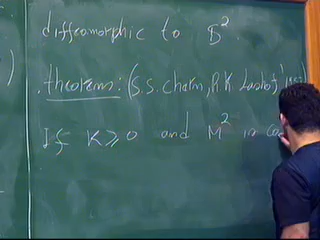 diffeomorphic to S².
theorem: (S.S. Chern, R.K. Lashof
If K ≥ 0 and M² is co